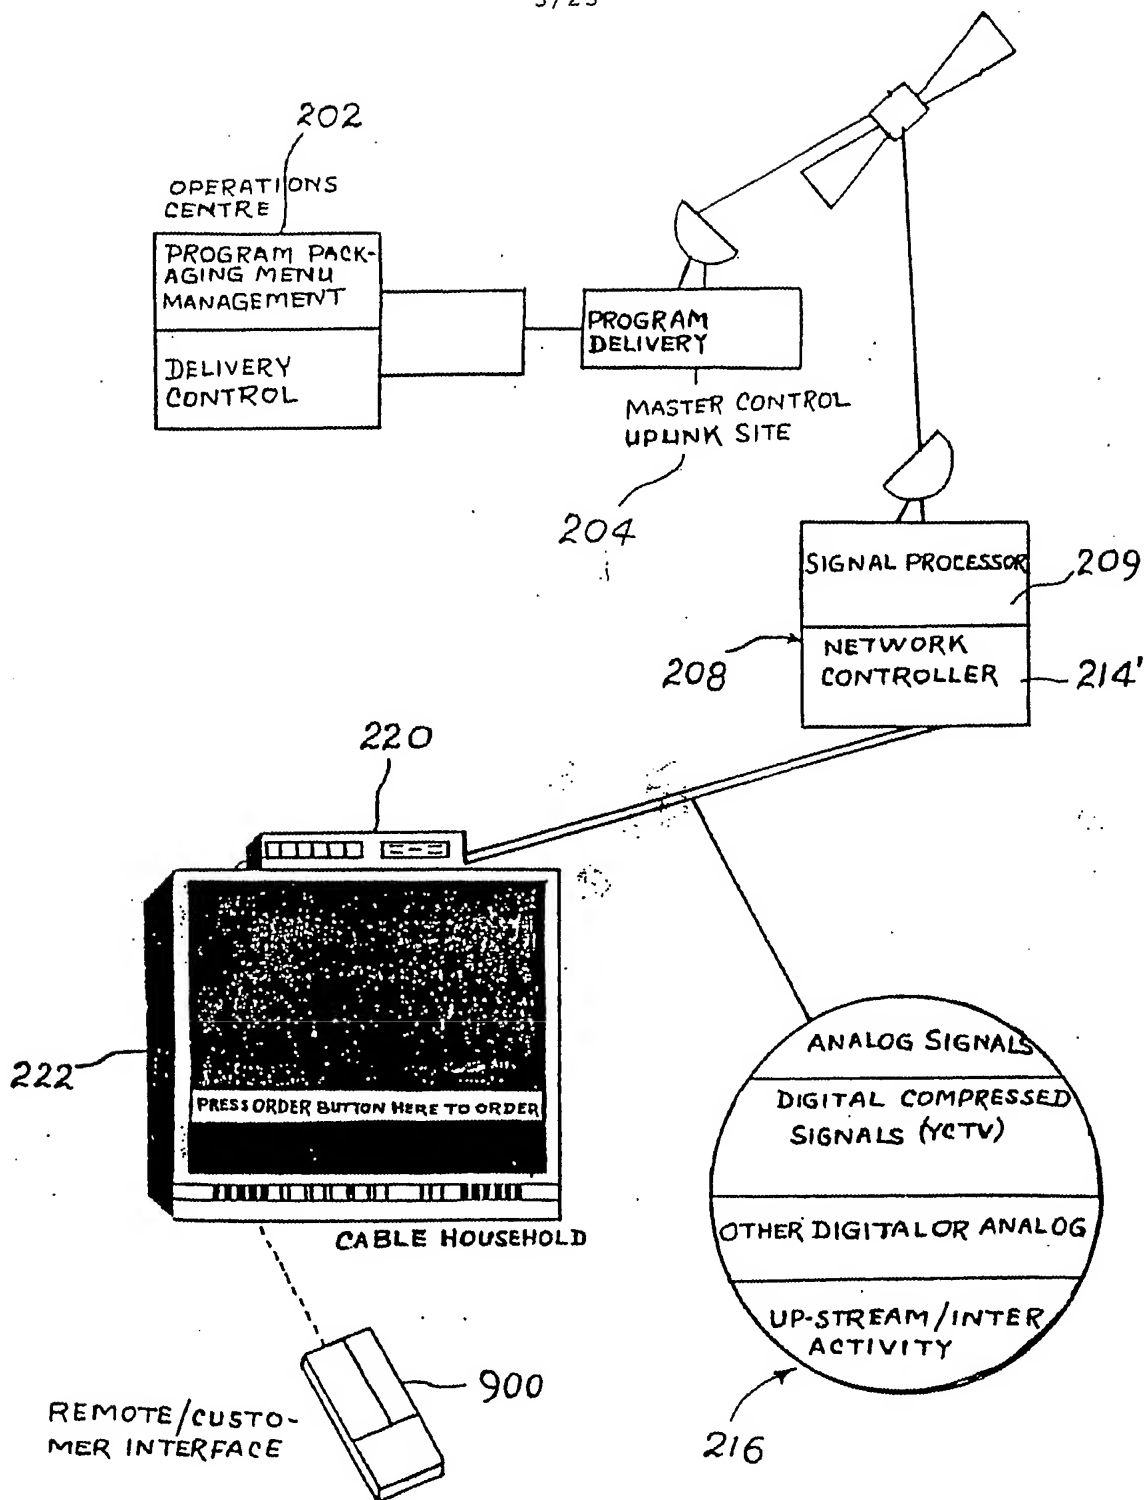 202
OPERATIONS
CENTRE
PROGRAM PACK-
AGING MENU
MANAGEMENT
DELIVERY
CONTROL
PROGRAM
DELIVERY
MASTER CONTROL
UPLINK SITE
204
SIGNAL PROCESSOR
209
208
NETWORK
CONTROLLER
214'
220
222
PRESS ORDER BUTTON HERE TO ORDER
CABLE HOUSEHOLD
ANALOG SIGNALS
DIGITAL COMPRESSED
SIGNALS (YCTV)
OTHER DIGITAL OR ANALOG
UP-STREAM/INTER
ACTIVITY
216
900
REMOTE/CUSTO-
MER INTERFACE